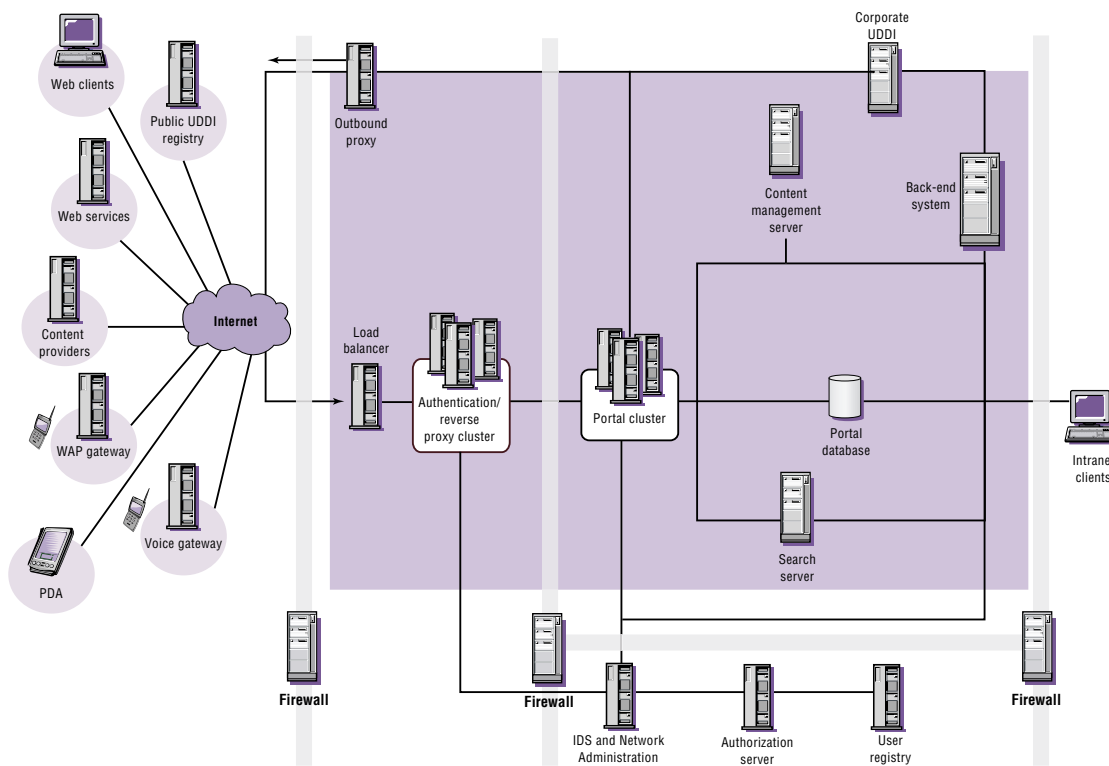 Corporate
UDDI
Web clients
Public UDDI
registry
Outbound
proxy
Web services
Content
management
server
Back-end
system
Internet
Content
providers
Load
balancer
Authentication/
reverse
proxy cluster
Portal cluster
Portal
database
Intranet
clients
WAP gateway
Voice gateway
Search
server
PDA
Firewall
Firewall
Firewall
IDS and Network
Administration
Authorization
server
User
registry